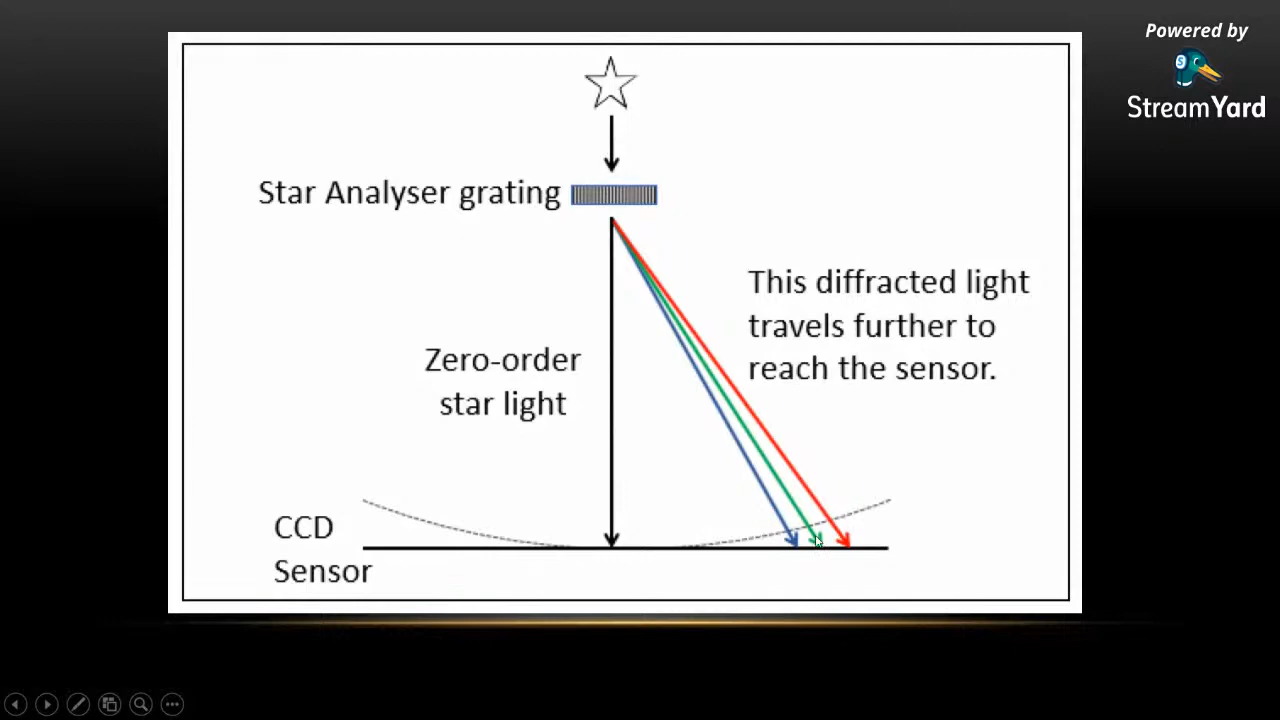 Powered by
S
StreamYard
Star Analyser grating
This diffracted light
travels further to
reach the sensor.
Zero-order
star light
CCD
Sensor